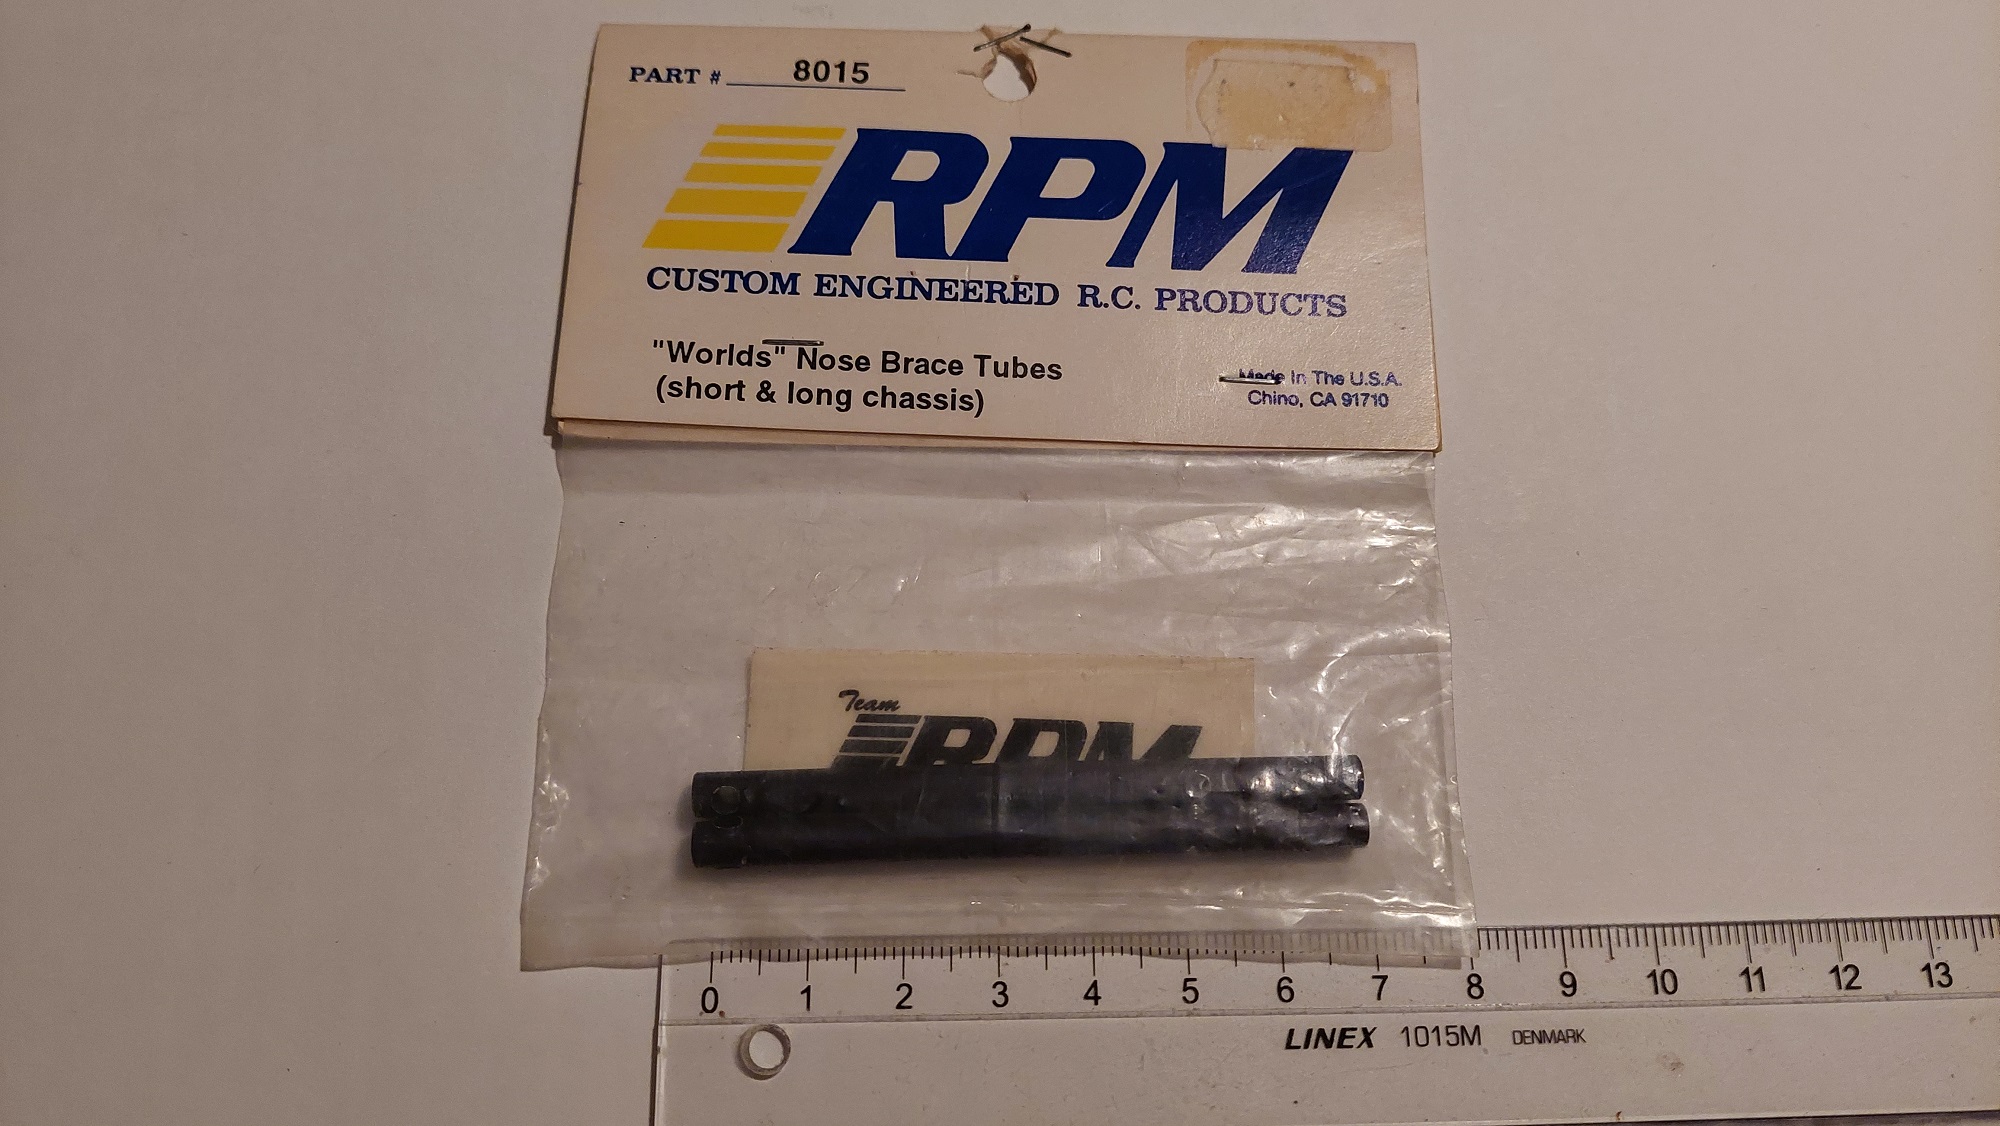 PART # 8015
RPM
CUSTOM ENGINEERED R.C. PRODUCTS
"Worlds" Nose Brace Tubes
(short & long chassis)
Made In The U.S.A.
Chino, CA 91710
Team
RPM
0 1 2 3 4 5 6 7 8 9 10 11 12 13
LINEX 1015M DENMARK